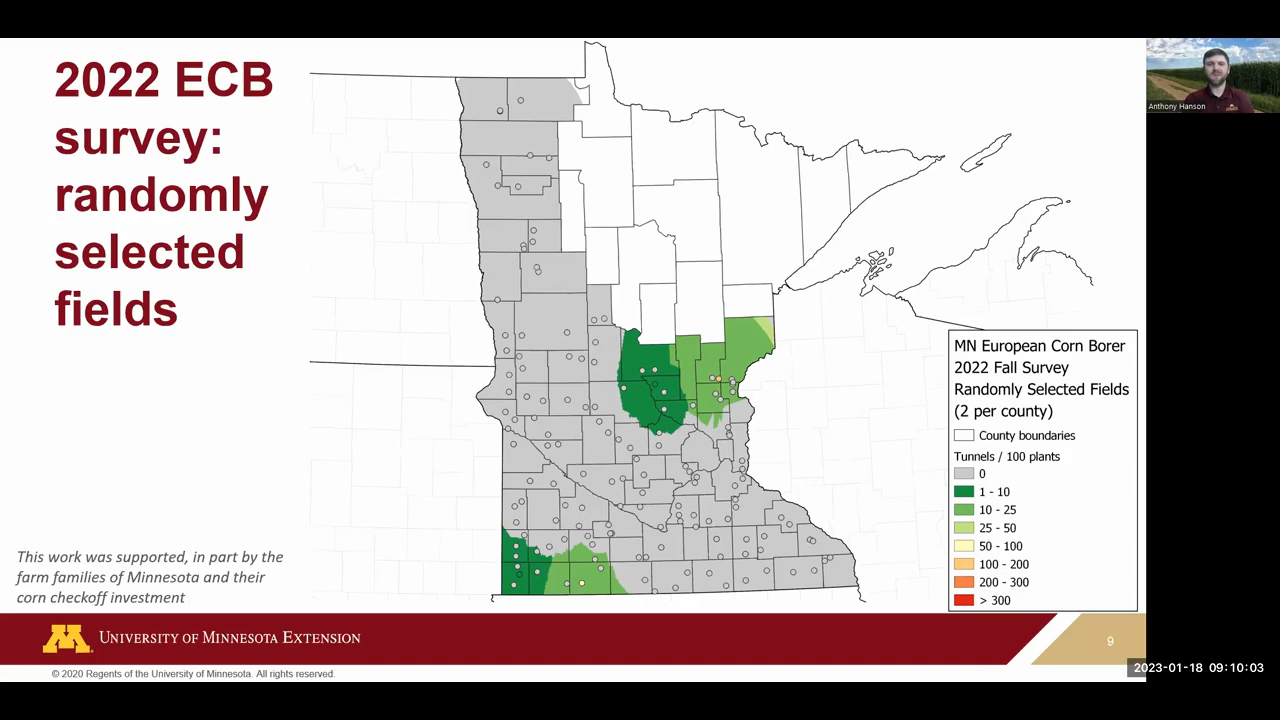 2022 ECB
survey:
randomly
selected
fields
This work was supported, in part by the
farm families of Minnesota and their
corn checkoff investment
MN European Corn Borer
2022 Fall Survey
Randomly Selected Fields
(2 per county)
County boundaries
Tunnels / 100 plants
0
1 - 10
10 - 25
25 - 50
50 - 100
100 - 200
200 - 300
> 300
Anthony Hanson
M UNIVERSITY OF MINNESOTA EXTENSION
9
© 2020 Regents of the University of Minnesota. All rights reserved.
2023-01-18 09:10:03